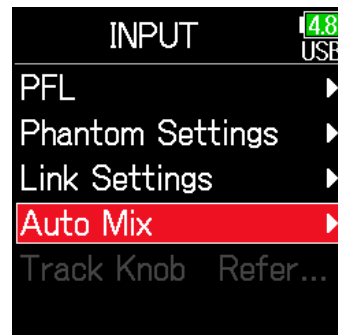 INPUT
4.8
USB
PFL
Phantom Settings
Link Settings
Auto Mix
Track Knob Refer...